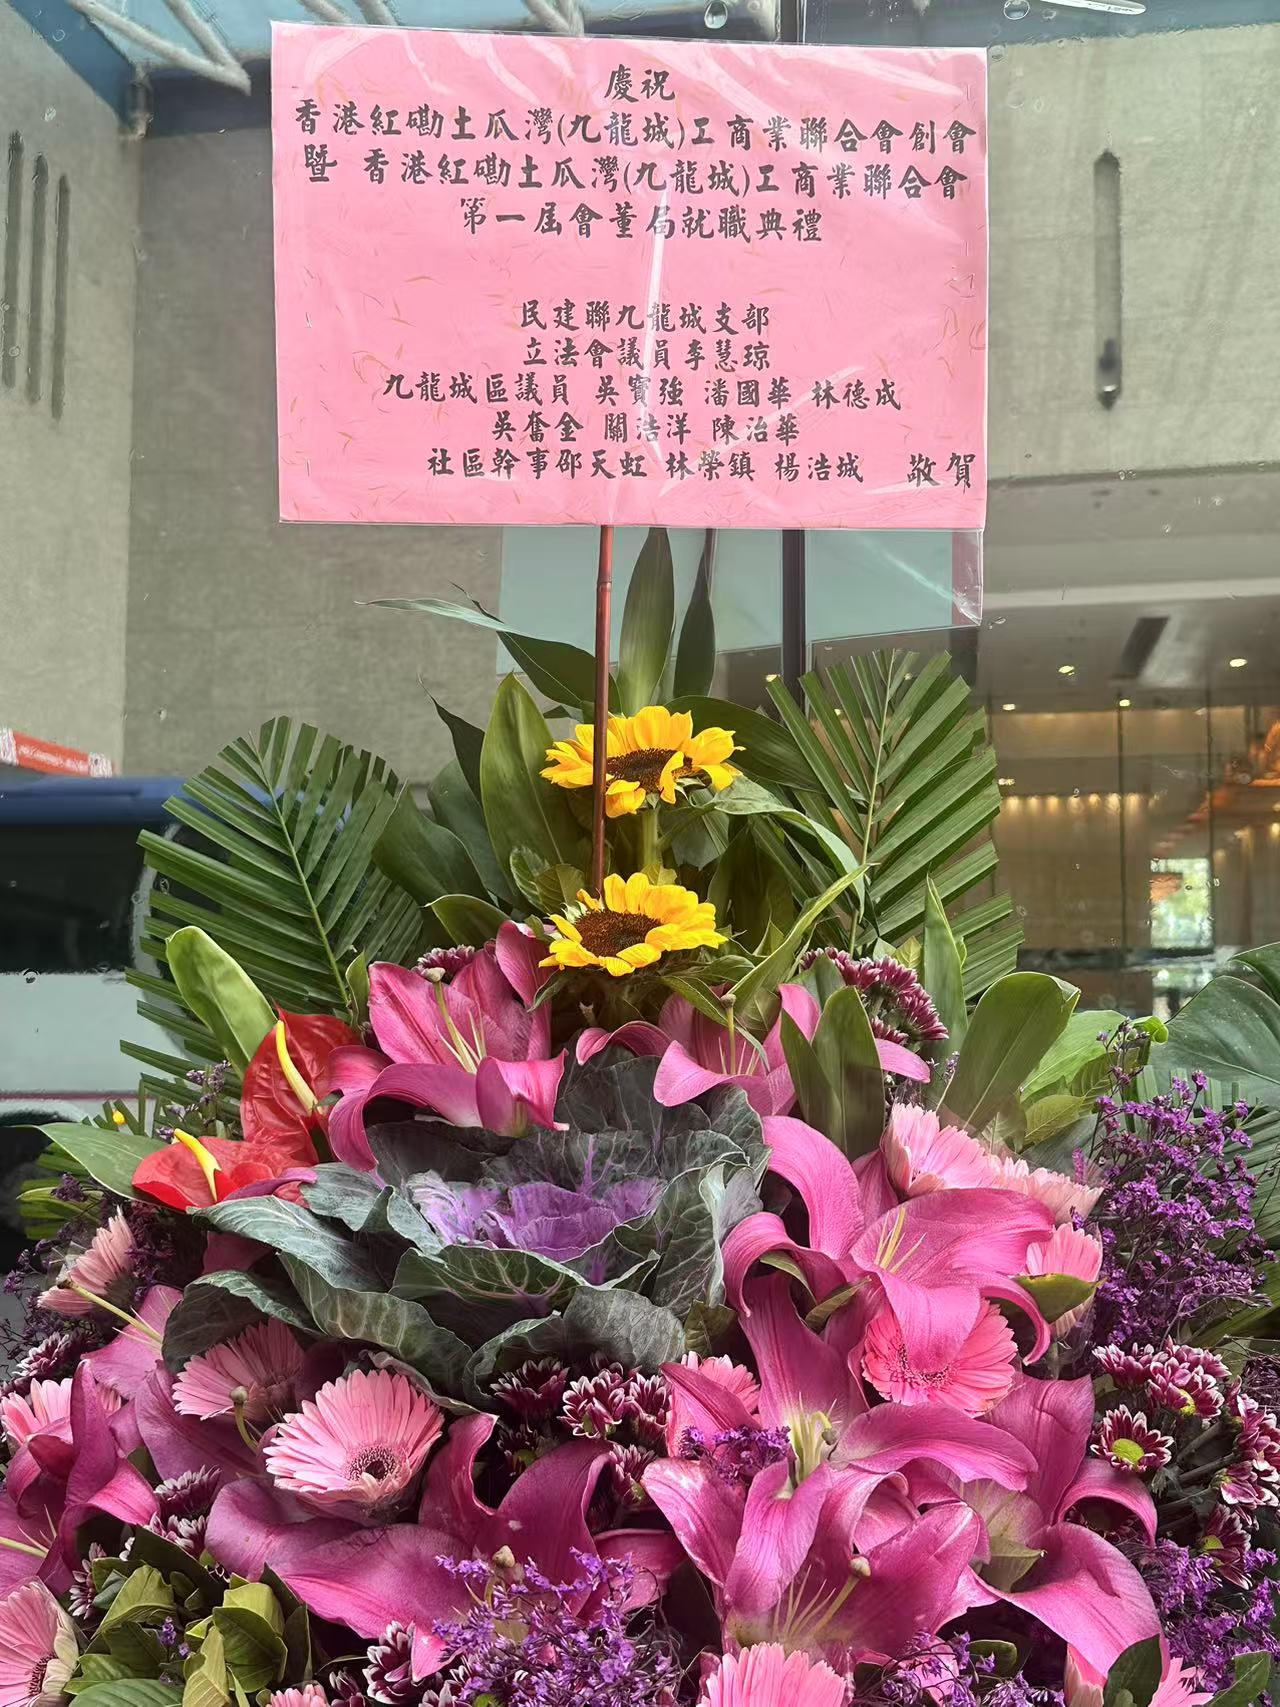 慶祝
香港紅磡土瓜灣(九龍城)工商業聯合會創會
暨 香港紅磡土瓜灣(九龍城)工商業聯合會
第一屆會董局就職典禮
民建聯九龍城支部
立法會議員 李慧琼
九龍城區議員 吳寶強 潘國華 林德成
吳奮金 關浩洋 陳治華
社區幹事邵天虹 林榮鎮 楊浩城 敬賀